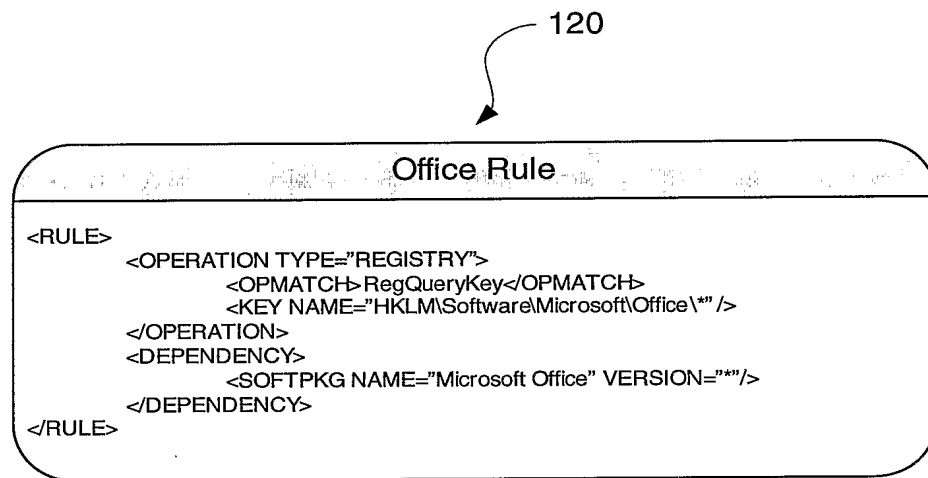 120
Office Rule
<RULE>
<OPERATION TYPE="REGISTRY">
<OPMATCH>RegQueryKey</OPMATCH>
<KEY NAME="HKLM\Software\Microsoft\Office\*" />
</OPERATION>
<DEPENDENCY>
<SOFTPKG NAME="Microsoft Office" VERSION="*"/>
</DEPENDENCY>
</RULE>